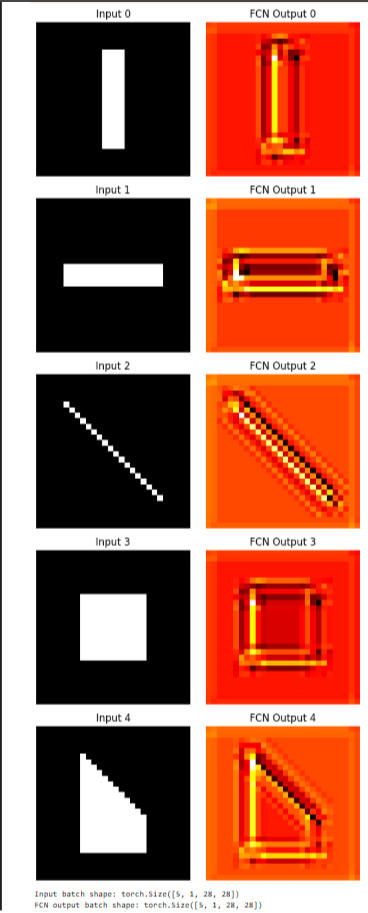 Input 0 FCN Output 0
Input 1 FCN Output 1
Input 2 FCN Output 2
Input 3 FCN Output 3
Input 4 FCN Output 4
Input batch shape: torch.Size([5, 1, 28, 28])
FCN output batch shape: torch.Size([5, 1, 28, 28])